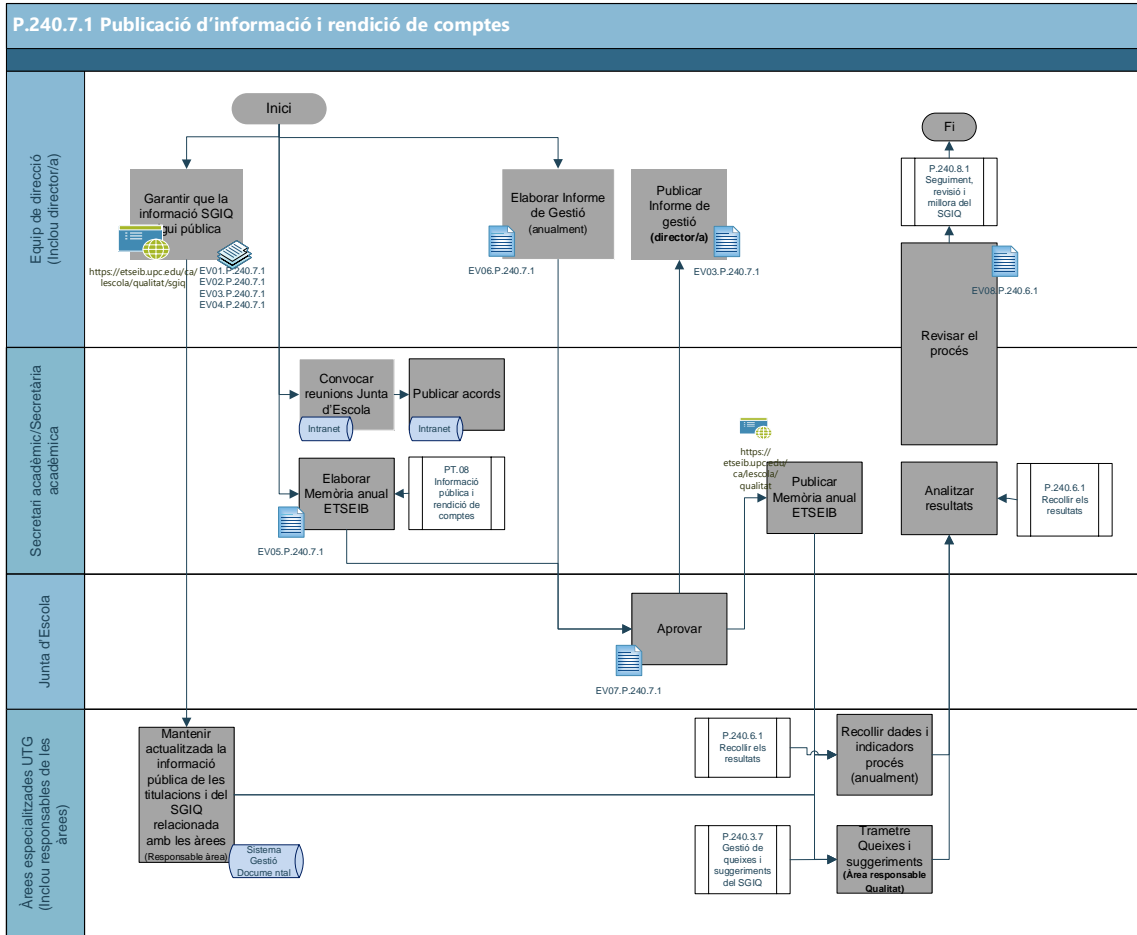 P.240.7.1 Publicació d'informació i rendició de comptes
Equip de direcció
(Inclou director/a)
Inici
Garantir que la
informació SGIQ
gui pública
https://etseib.upc.edu/ca/
lescola/qualitat/sgiq
EV01.P.240.7.1
EV02.P.240.7.1
EV03.P.240.7.1
EV04.P.240.7.1
Elaborar Informe
de Gestió
(anualment)
EV06.P.240.7.1
Publicar
Informe de
gestió
(director/a)
EV03.P.240.7.1
Fi
P.240.8.1
Seguiment,
revisió i
millora del
SGIQ
EV08.P.240.6.1
Revisar el
procés
Secretari acadèmic/Secretària
acadèmica
Convocar
reunions Junta
d'Escola
Intranet
Publicar acords
Intranet
Elaborar
Memòria anual
ETSEIB
EV05.P.240.7.1
PT.08
Informació
pública i
rendició de
comptes
https://
etseib.upc.edu/
ca/lescola/
qualitat
Publicar
Memòria anual
ETSEIB
Analitzar
resultats
P.240.6.1
Recollir els
resultats
Junta d'Escola
Aprovar
EV07.P.240.7.1
Àrees especialitzades UTG
(Inclou responsables de les
àrees)
Mantenir
actualitzada la
informació
pública de les
titulacions i del
SGIQ
relacionada
amb les àrees
(Responsable àrea)
Sistema
Gestió
Docume ntal
P.240.6.1
Recollir els
resultats
Recollir dades i
indicadors
procés
(anualment)
P.240.3.7
Gestió de
queixes i
suggeriments
del SGIQ
Trametre
Queixes i
suggeriments
(Àrea responsable
Qualitat)